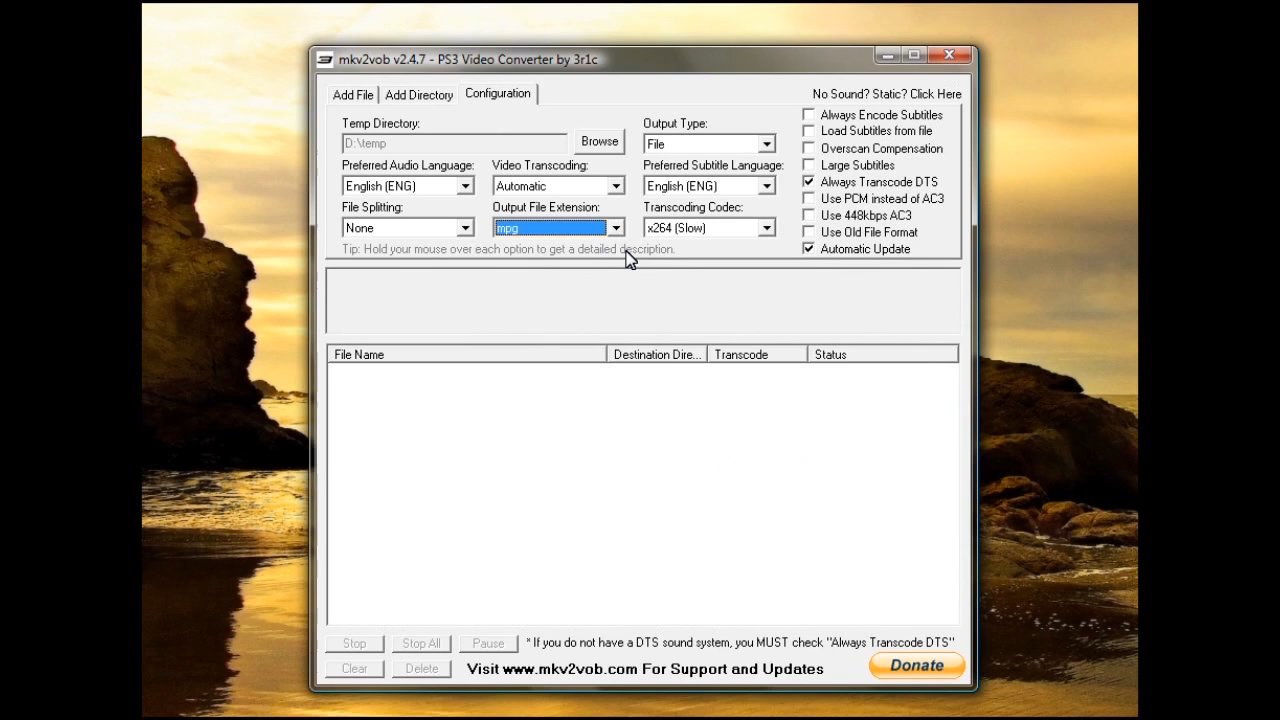 mkv2vob v2.4.7 - PS3 Video Converter by 3r1c
Add File
Add Directory
Configuration
No Sound? Static? Click Here
Temp Directory:
D:\temp
Browse
Output Type:
File
Preferred Audio Language:
English (ENG)
Video Transcoding:
Automatic
Preferred Subtitle Language:
English (ENG)
File Splitting:
None
Output File Extension:
mpg
Transcoding Codec:
x264 (Slow)
Tip: Hold your mouse over each option to get a detailed description.
Always Encode Subtitles
Load Subtitles from file
Overscan Compensation
Large Subtitles
Always Transcode DTS
Use PCM instead of AC3
Use 448kbps AC3
Use Old File Format
Automatic Update
File Name
Destination Dire...
Transcode
Status
Stop
Stop All
Pause
* If you do not have a DTS sound system, you MUST check "Always Transcode DTS"
Clear
Delete
Visit www.mkv2vob.com For Support and Updates
Donate